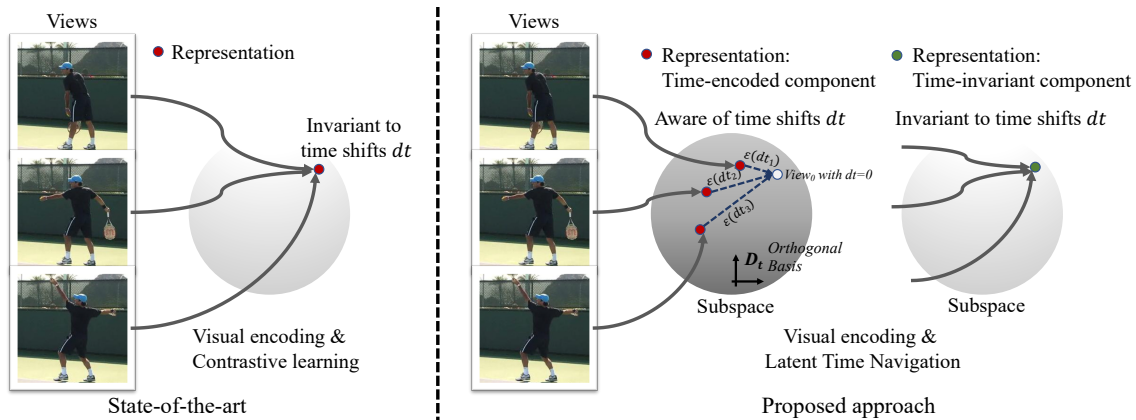 Views
Representation
Invariant to
time shifts dt
Visual encoding &
Contrastive learning
State-of-the-art
Views
Representation:
Time-encoded component
Representation:
Time-invariant component
Aware of time shifts dt
Invariant to time shifts dt
ε(dt₁)
ε(dt₂)
View₀ with dt=0
ε(dt₃)
Dₜ Orthogonal
Basis
Subspace
Subspace
Visual encoding &
Latent Time Navigation
Proposed approach